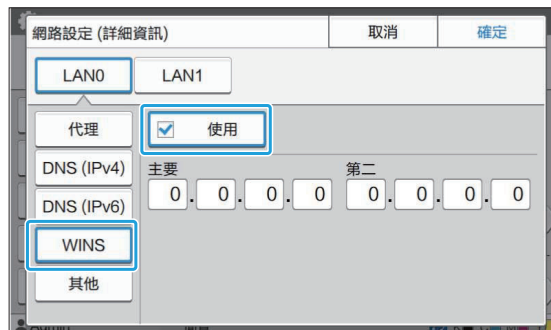 網路設定 (詳細資訊) 取消 確定
LAN0 LAN1
代理
使用
DNS (IPv4)
主要 第二
0. 0. 0. 0 0. 0. 0. 0
DNS (IPv6)
WINS
其他
Admin